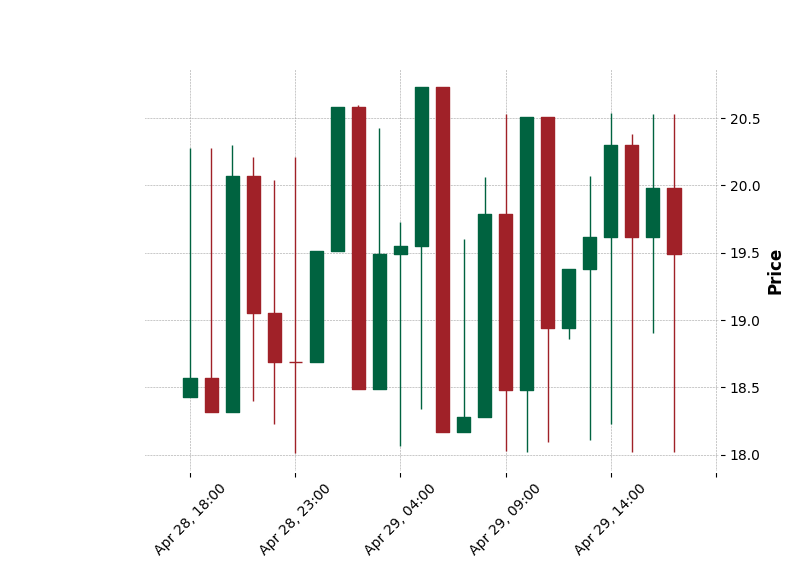 20.5
20.0
19.5
19.0
18.5
18.0
Price
Apr 28, 18:00
Apr 28, 23:00
Apr 29, 04:00
Apr 29, 09:00
Apr 29, 14:00